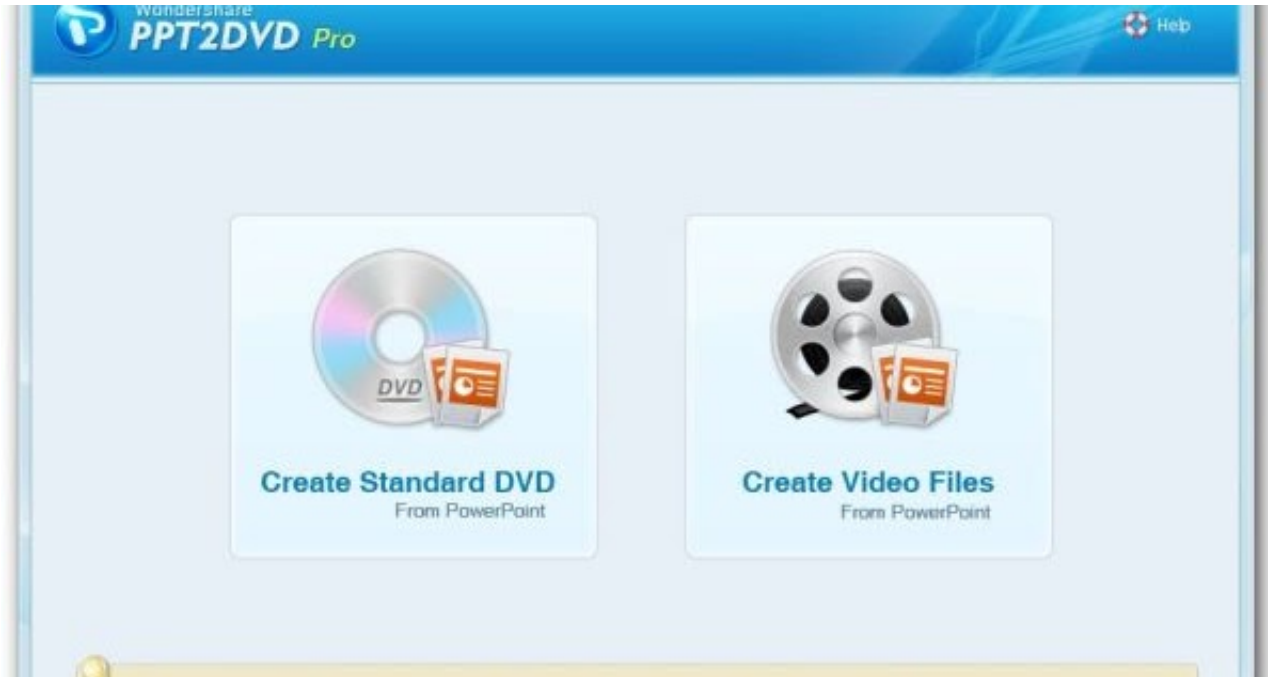 Wondershare
PPT2DVD Pro
Help
DVD
Create Standard DVD
From PowerPoint
Create Video Files
From PowerPoint